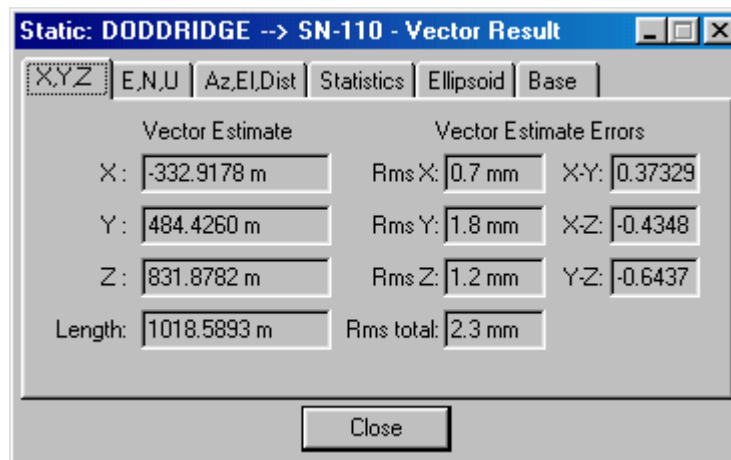 Static: DODDRIDGE --> SN-110 - Vector Result
X,Y,Z E,N,U Az,El,Dist Statistics Ellipsoid Base
Vector Estimate Vector Estimate Errors
X: -332.9178 m Rms X: 0.7 mm X-Y: 0.37329
Y: 484.4260 m Rms Y: 1.8 mm X-Z: -0.4348
Z: 831.8782 m Rms Z: 1.2 mm Y-Z: -0.6437
Length: 1018.5893 m Rms total: 2.3 mm
Close